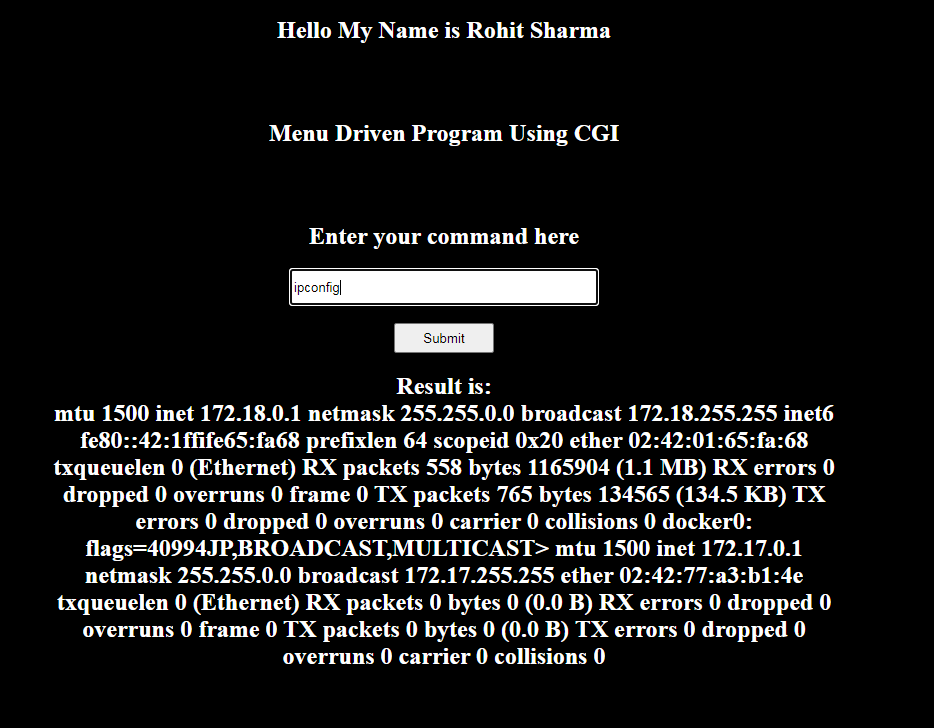 Hello My Name is Rohit Sharma
Menu Driven Program Using CGI
Enter your command here
ipconfig
Submit
Result is:
mtu 1500 inet 172.18.0.1 netmask 255.255.0.0 broadcast 172.18.255.255 inet6
fe80::42:1ffife65:fa68 prefixlen 64 scopeid 0x20 ether 02:42:01:65:fa:68
txqueuelen 0 (Ethernet) RX packets 558 bytes 1165904 (1.1 MB) RX errors 0
dropped 0 overruns 0 frame 0 TX packets 765 bytes 134565 (134.5 KB) TX
errors 0 dropped 0 overruns 0 carrier 0 collisions 0 docker0:
flags=40994JP,BROADCAST,MULTICAST> mtu 1500 inet 172.17.0.1
netmask 255.255.0.0 broadcast 172.17.255.255 ether 02:42:77:a3:b1:4e
txqueuelen 0 (Ethernet) RX packets 0 bytes 0 (0.0 B) RX errors 0 dropped 0
overruns 0 frame 0 TX packets 0 bytes 0 (0.0 B) TX errors 0 dropped 0
overruns 0 carrier 0 collisions 0